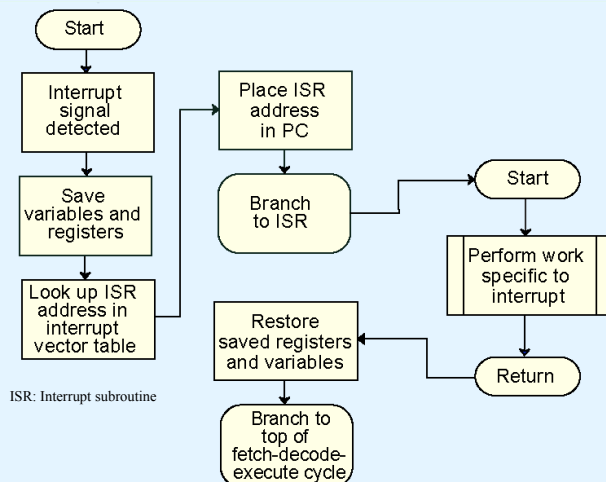 Start
Interrupt
signal
detected
Save
variables and
registers
Look up ISR
address in
interrupt
vector table
Place ISR
address
in PC
Branch
to ISR
Start
Perform work
specific to
interrupt
Return
Restore
saved registers
and variables
Branch to
top of
fetch-decode-
execute cycle
ISR: Interrupt subroutine